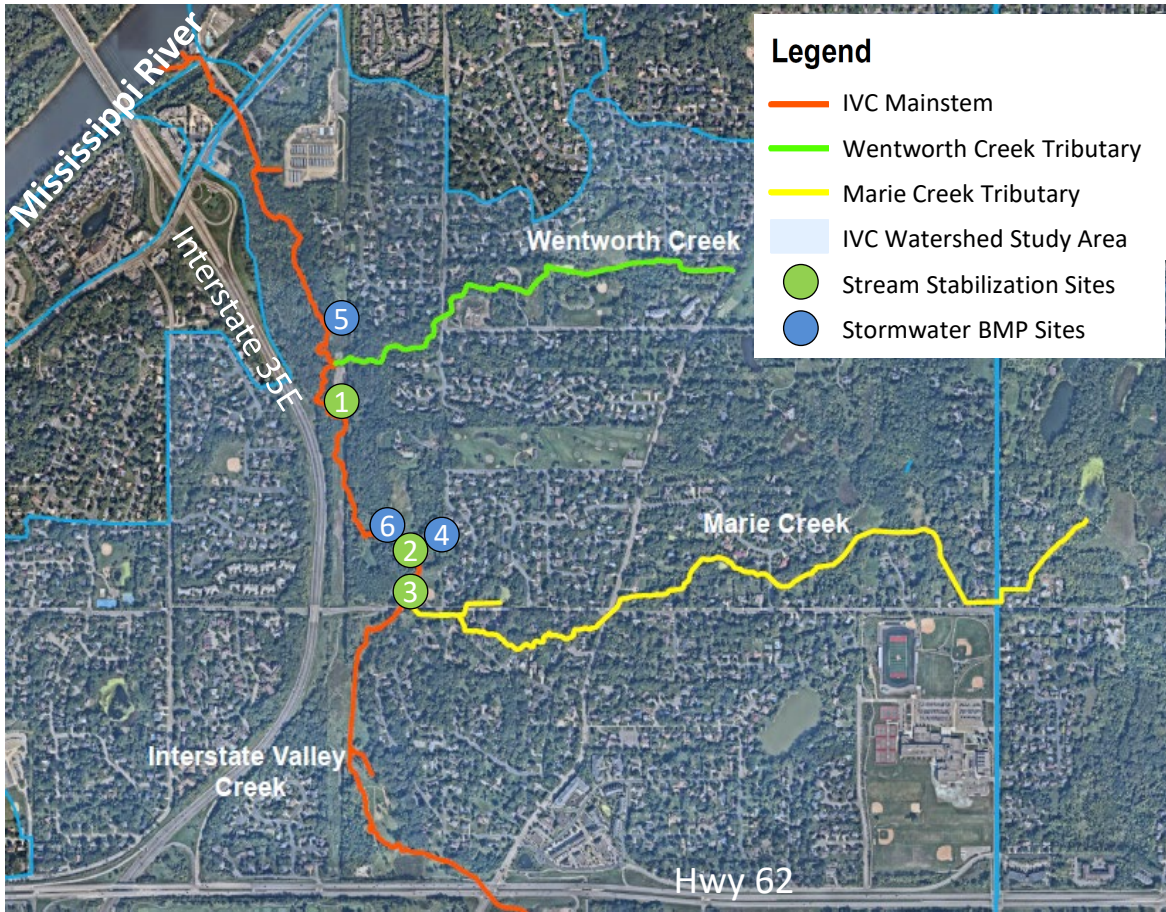 Legend
IVC Mainstem
Wentworth Creek Tributary
Marie Creek Tributary
IVC Watershed Study Area
Stream Stabilization Sites
Stormwater BMP Sites
Mississippi River
Interstate 35E
Wentworth Creek
5
1
6
4
2
3
Marie Creek
Interstate Valley
Creek
Hwy 62